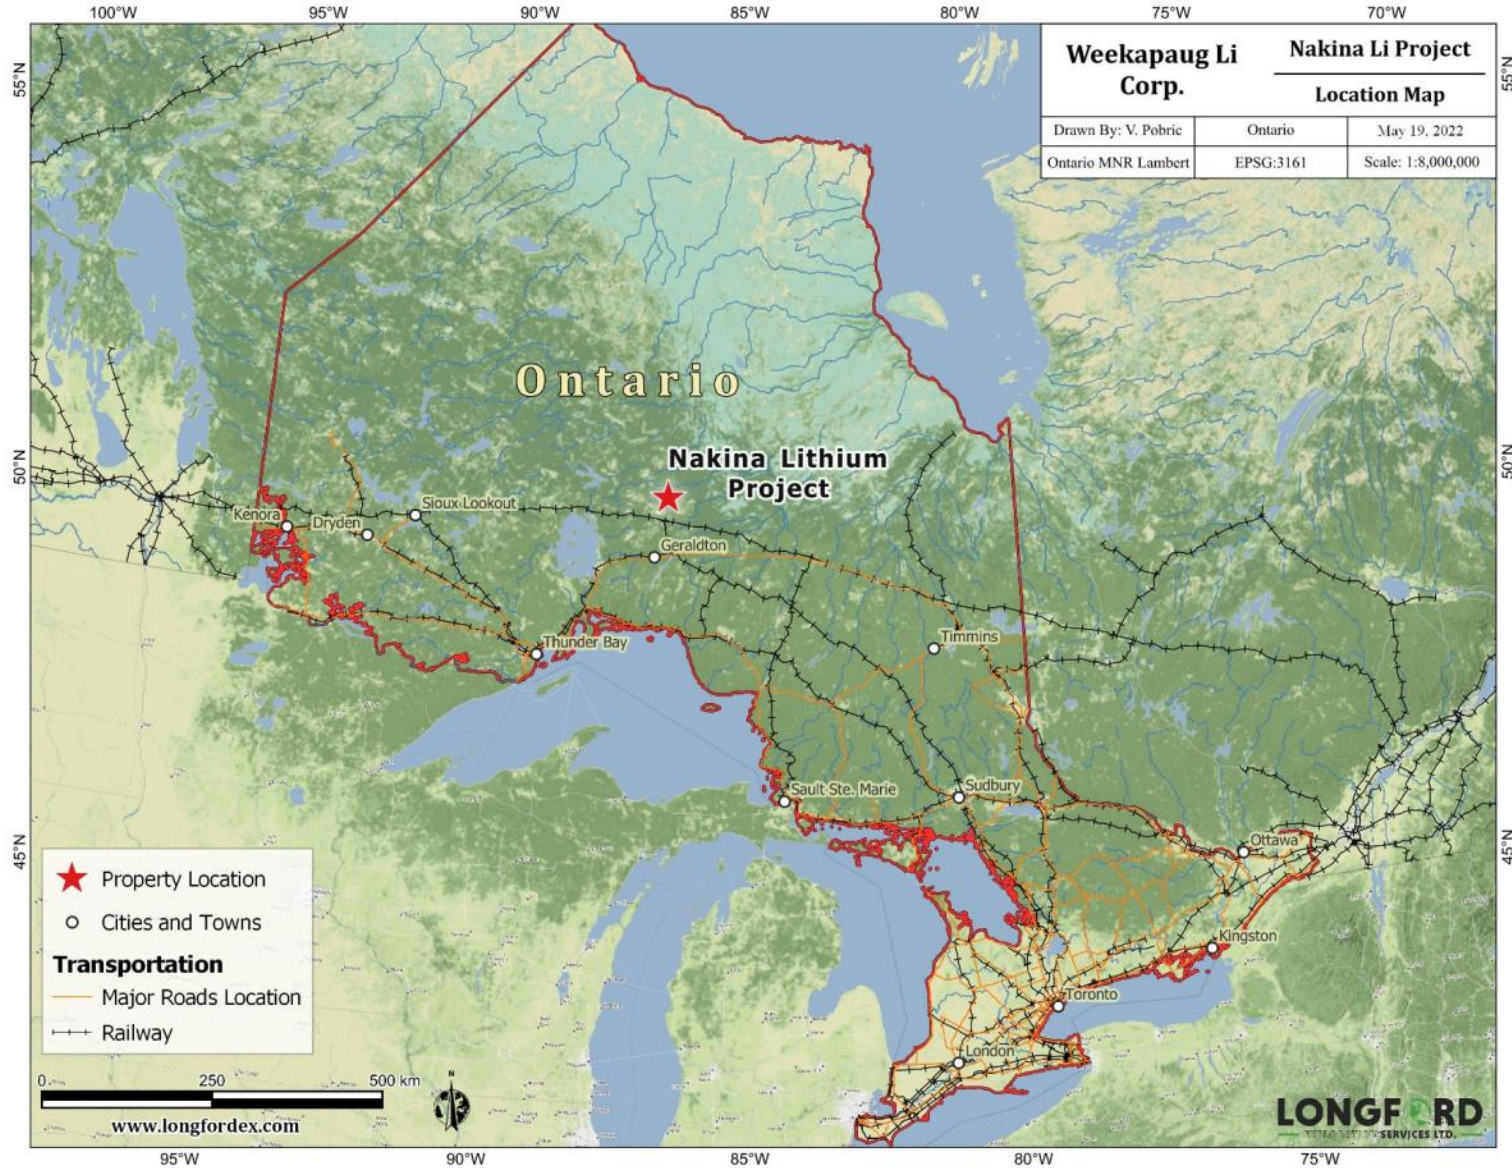 100°W 95°W 90°W 85°W 80°W 75°W 70°W
55°N
55°N
Weekapaug Li
Corp.
Nakina Li Project
Location Map
Drawn By: V. Pobric
Ontario
May 19, 2022
Ontario MNR Lambert
EPSG:3161
Scale: 1:8,000,000
Ontario
Nakina Lithium
Project
50°N
50°N
Kenora
Dryden
Sioux Lookout
Geraldton
Thunder Bay
Timmins
Sault Ste. Marie
Sudbury
Ottawa
Kingston
Toronto
London
45°N
45°N
Property Location
Cities and Towns
Transportation
Major Roads Location
Railway
0 250 500 km
www.longfordex.com
N
LONGFORD
SERVICES LTD.
95°W 90°W 85°W 80°W 75°W